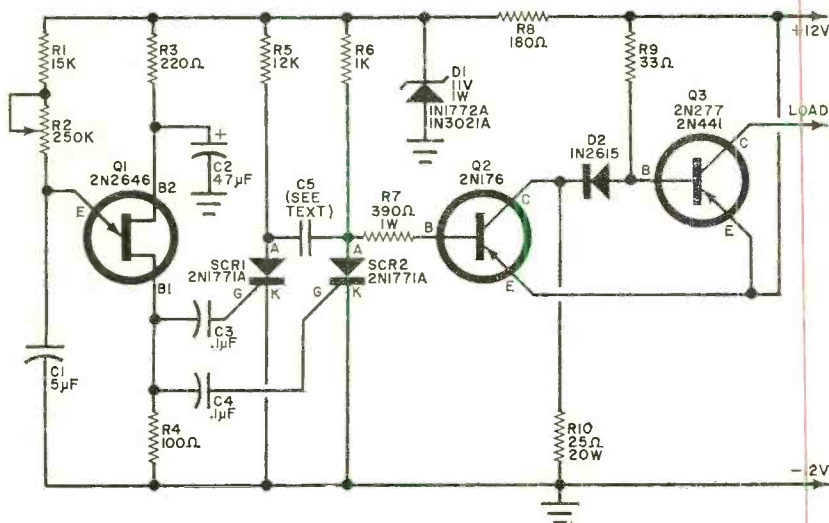 R1
15K
R2
250K
R3
220Ω
Q1
2N2646
E
B2
B1
+
C2
47µF
C1
5µF
C3
.1µF
C4
.1µF
R4
100Ω
R5
12K
R6
1K
C5
(SEE
TEXT)
SCR1
2N1771A
A
G
K
SCR2
2N1771A
A
G
K
R7
390Ω
1W
D1
11V
1W
1N1772A
1N3021A
R8
180Ω
Q2
2N176
B
C
E
D2
1N2615
R9
33Ω
Q3
2N277
2N441
B
C
E
R10
25Ω
20W
+12V
LOAD
-2V